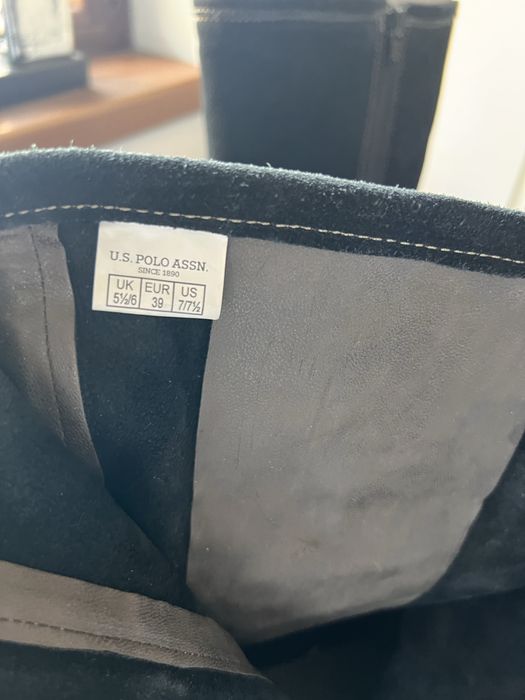 U.S. POLO ASSN.
SINCE 1890
UK EUR US
5½/6 39 7/7½